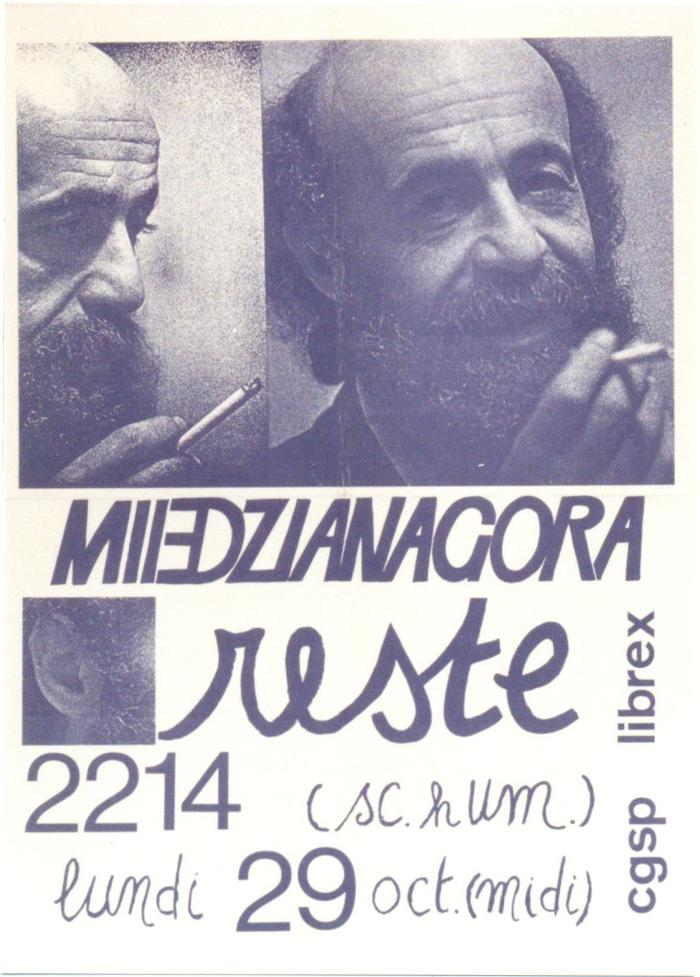 MIEDZIANAGORA
reste
2214 (sc.hum.)
lundi 29 oct.(midi)
cgsp librex